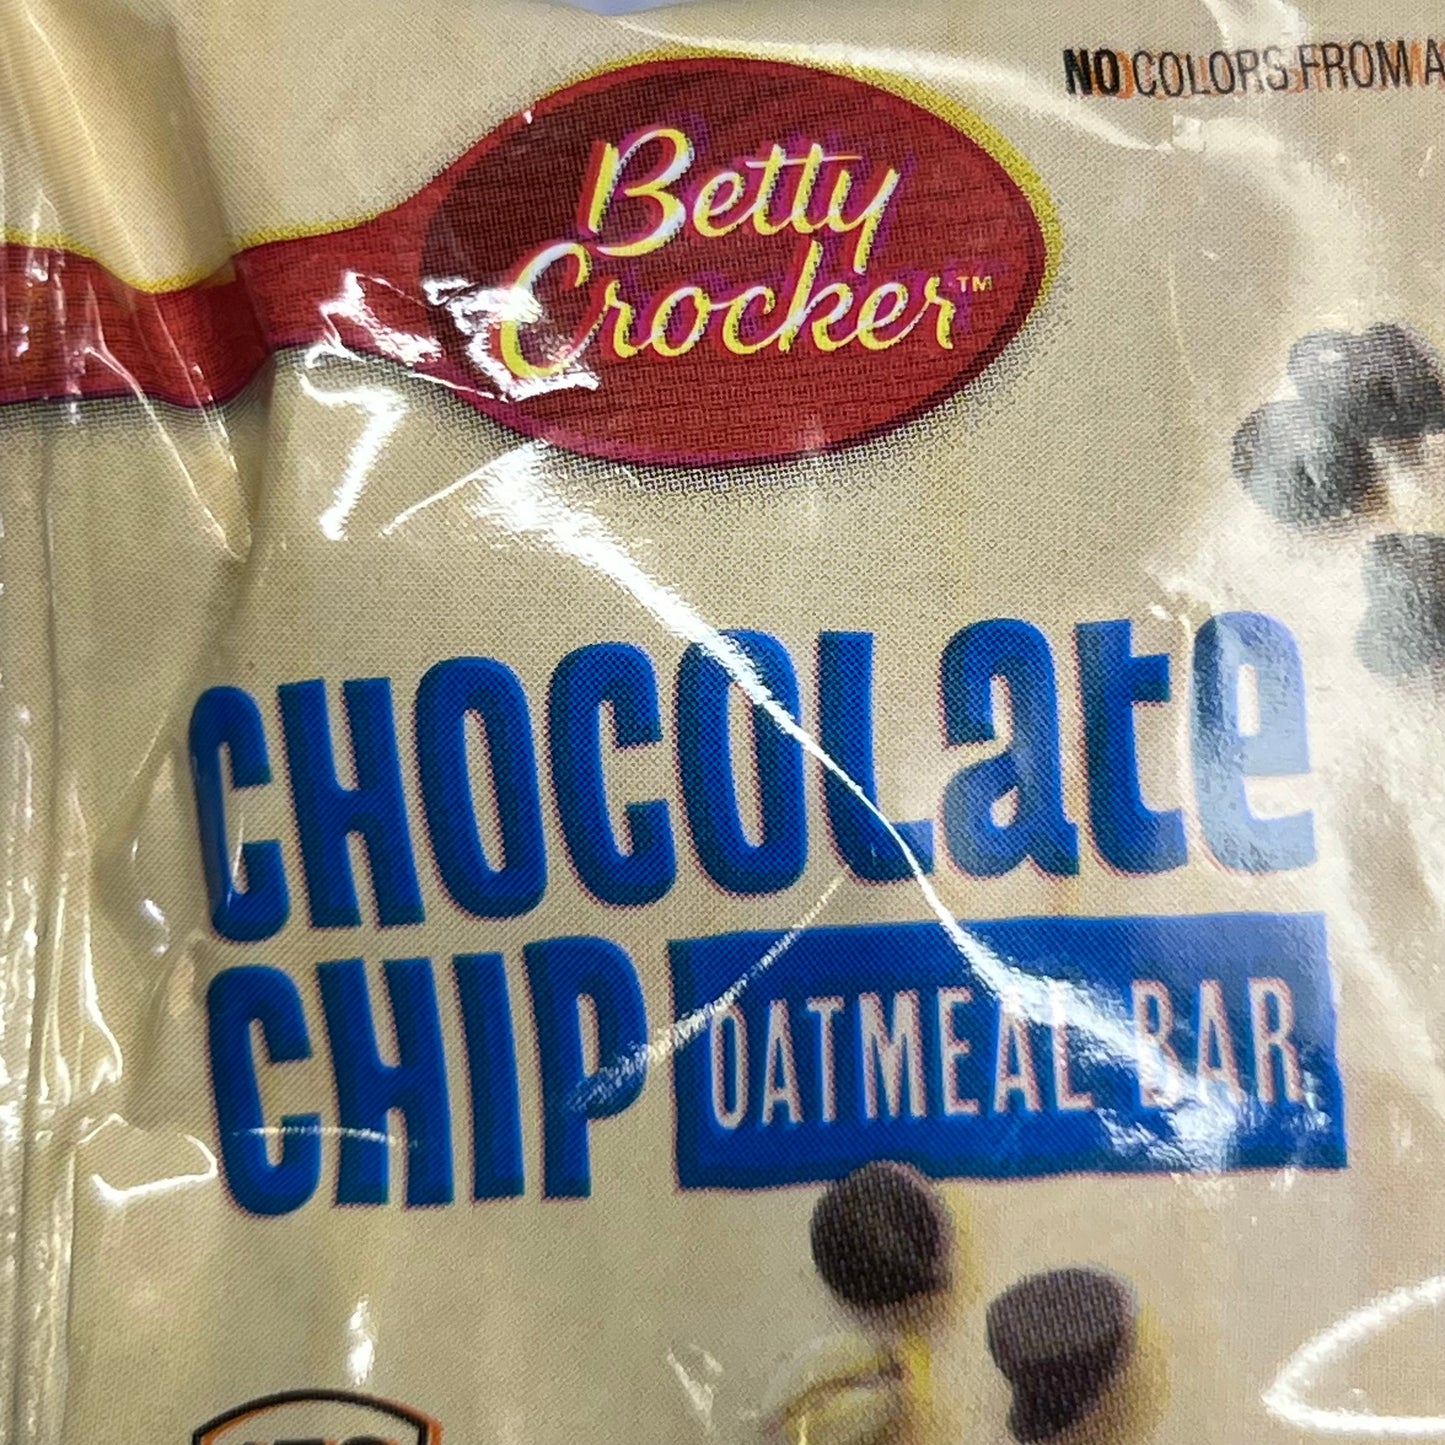 NO COLORS FROM A
Betty
Crocker™
CHOCOLate
CHIP OATMEAL BAR